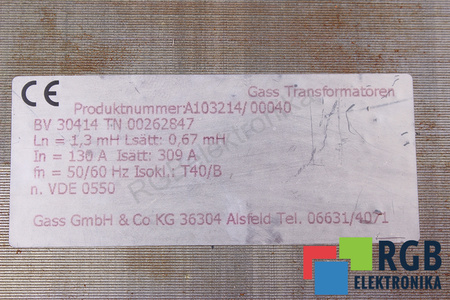 CE
Gass Transformatoren
Produktnummer:A103214/00040
BV 30414 TN 00262847
Ln = 1,3 mH Lsätt: 0,67 mH
In = 130 A Isatt: 309 A
fn = 50/60 Hz Isokl.: T40/B
n. VDE 0550
Gass GmbH & Co KG 36304 Alsfeld Tel. 06631/4071
RGB
ELEKTRONIKA